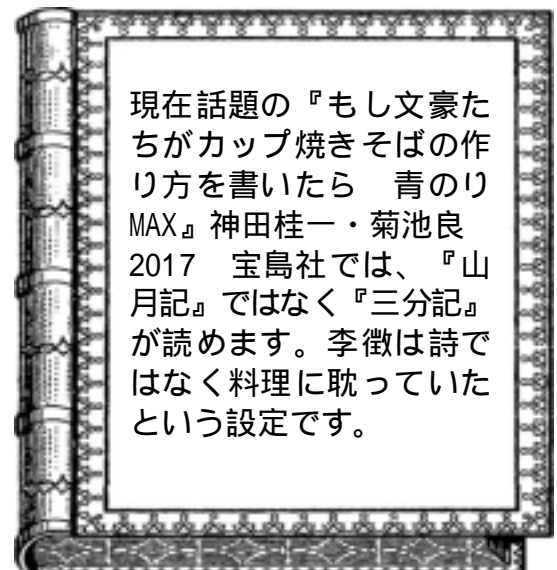 現在話題の『もし文豪た
ちがカップ焼きそばの作
り方を書いたら　青のり
MAX』神田桂一・菊池良
2017　宝島社では、『山
月記』ではなく『三分記』
が読めます。李徴は詩で
はなく料理に耽っていた
という設定です。